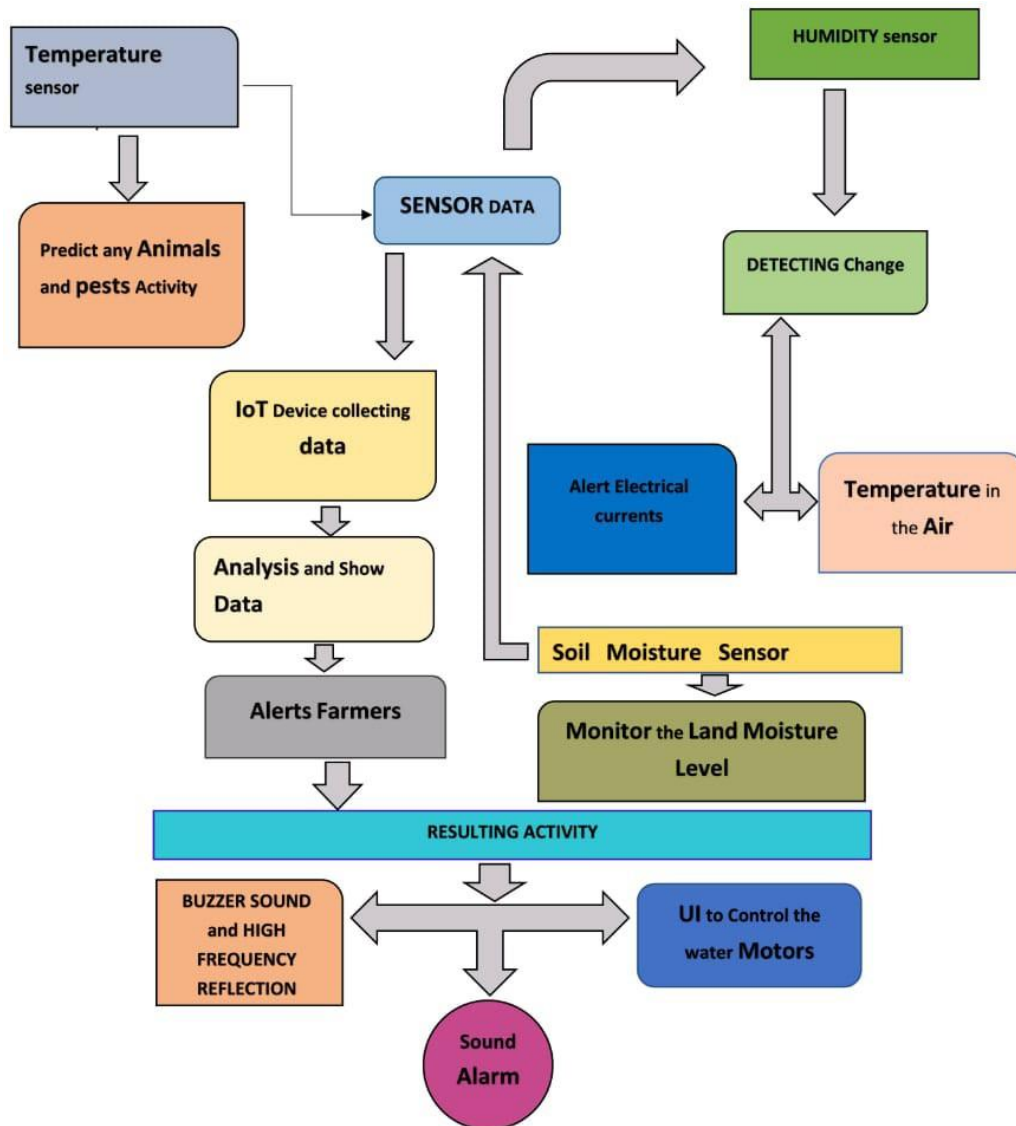 Temperature
sensor
HUMIDITY sensor
SENSOR DATA
Predict any Animals
and pests Activity
DETECTING Change
IoT Device collecting
data
Alert Electrical
currents
Temperature in
the Air
Analysis and Show
Data
Soil Moisture Sensor
Alerts Farmers
Monitor the Land Moisture
Level
RESULTING ACTIVITY
BUZZER SOUND
and HIGH
FREQUENCY
REFLECTION
UI to Control the
water Motors
Sound
Alarm